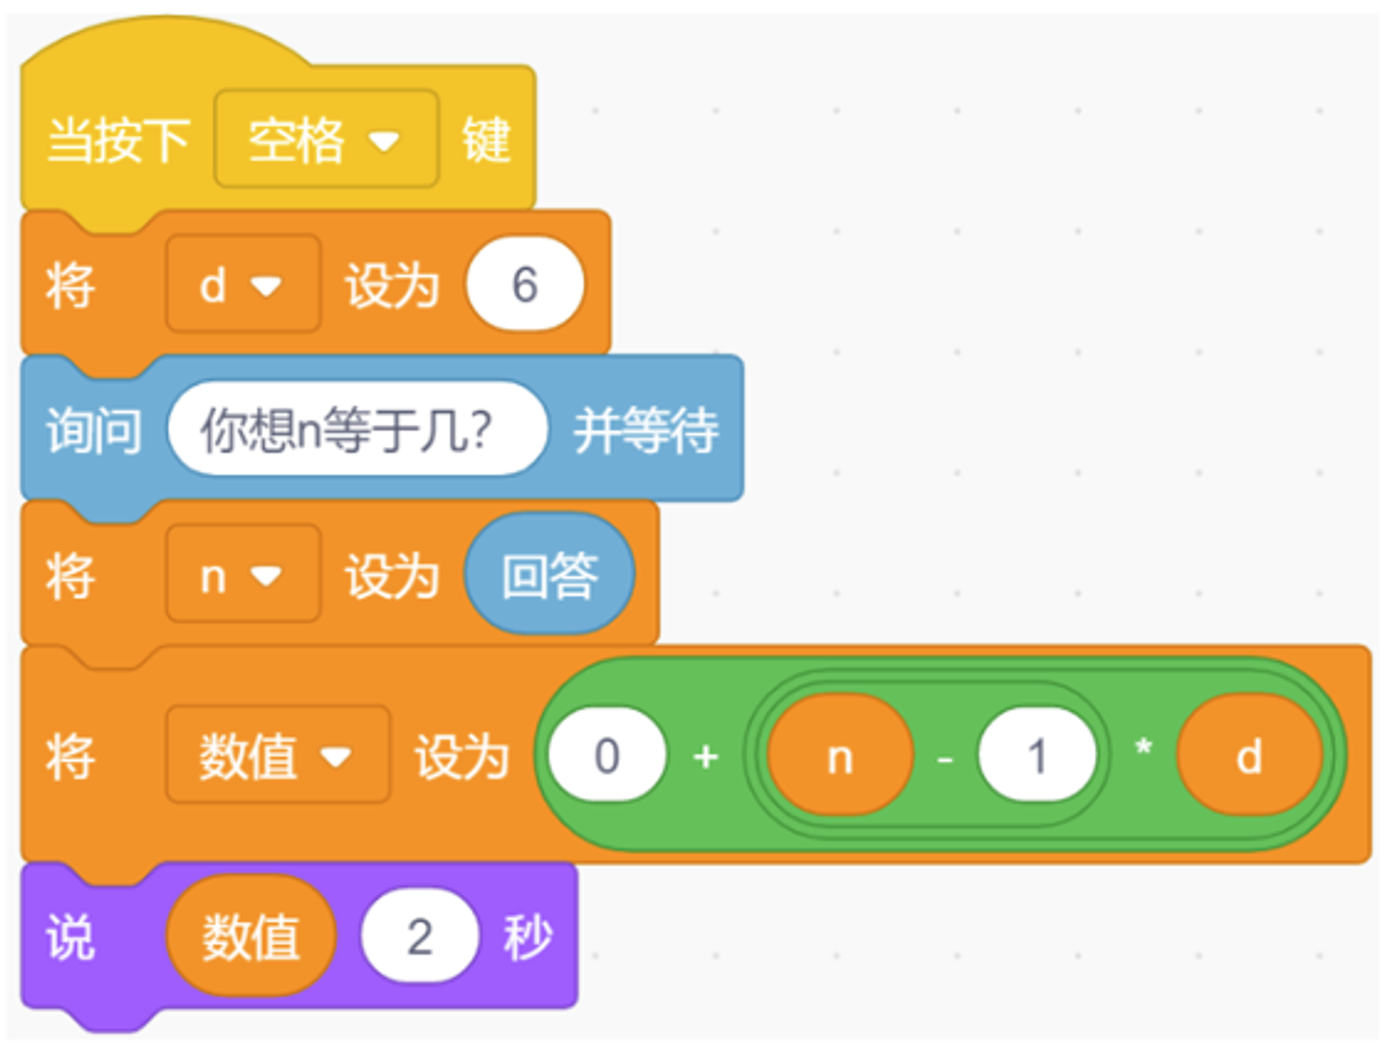 当按下 空格 键
将 d 设为 6
询问 你想n等于几？ 并等待
将 n 设为 回答
将 数值 设为 0 + n - 1 * d
说 数值 2 秒